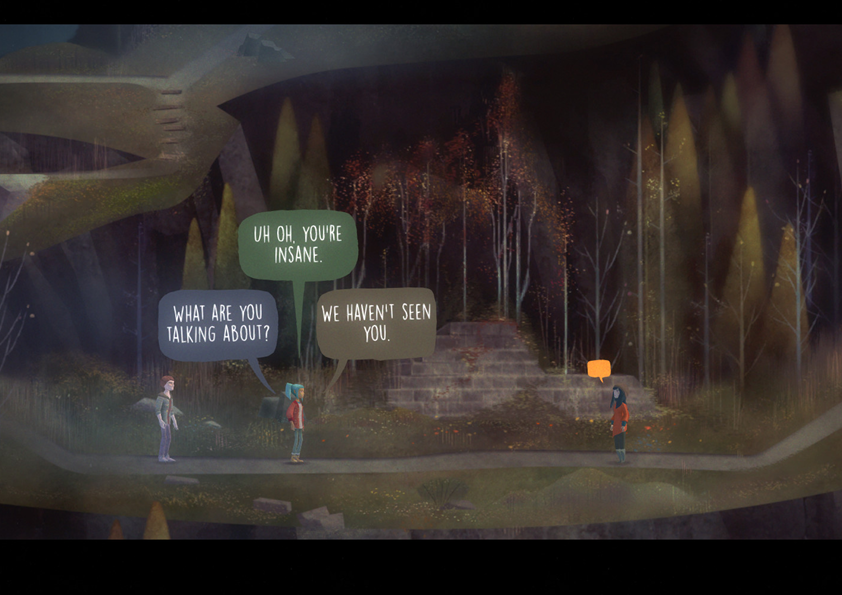 UH OH, YOU'RE
INSANE.
WHAT ARE YOU
TALKING ABOUT?
WE HAVEN'T SEEN
YOU.